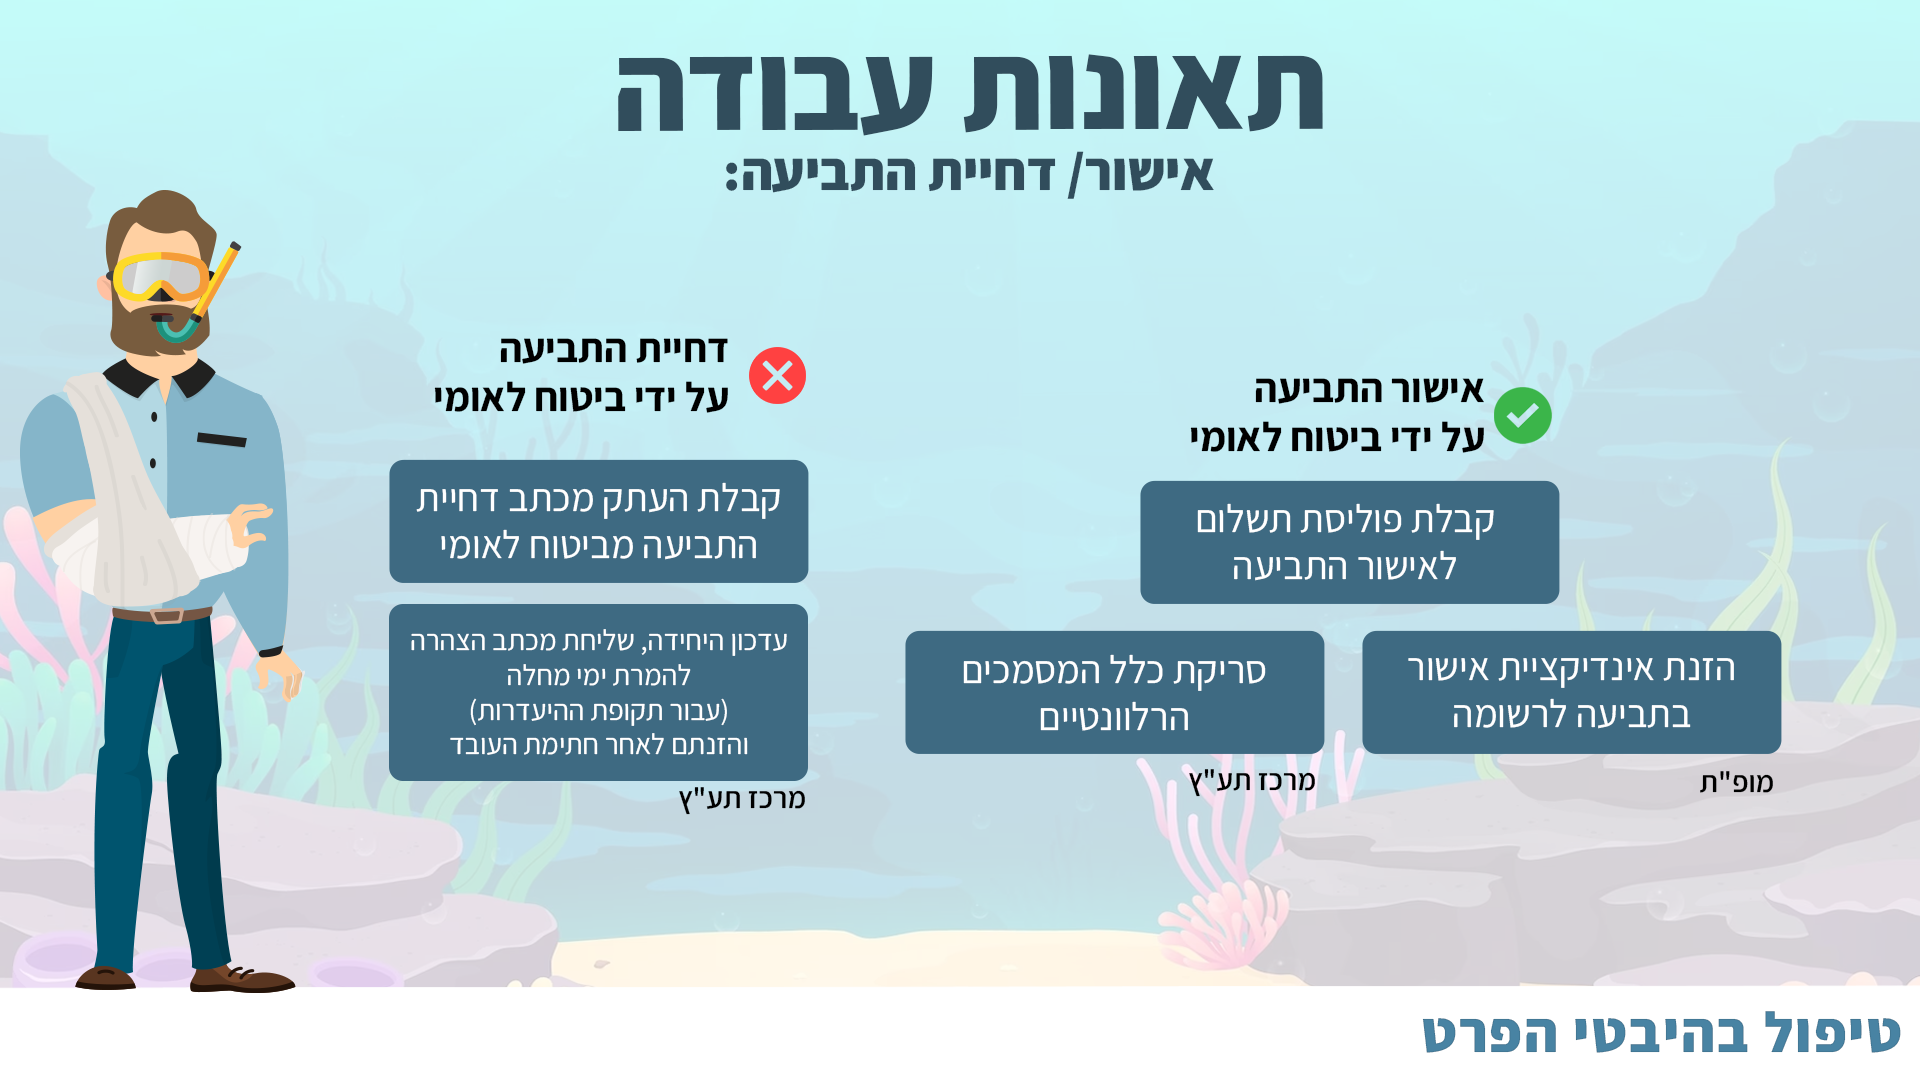 תאונות עבודה
אישור/ דחיית התביעה:
אישור התביעה
על ידי ביטוח לאומי
קבלת פוליסת תשלום
לאישור התביעה
הזנת אינדיקציית אישור
בתביעה לרשומה
מופ"ת
סריקת כלל המסמכים
הרלוונטיים
מרכז תע"ץ
דחיית התביעה
על ידי ביטוח לאומי
קבלת העתק מכתב דחיית
התביעה מביטוח לאומי
עדכון היחידה, שליחת מכתב הצהרה
להמרת ימי מחלה
(עבור תקופת ההיעדרות)
והזנתם לאחר חתימת העובד
מרכז תע"ץ
טיפול בהיבטי הפרט